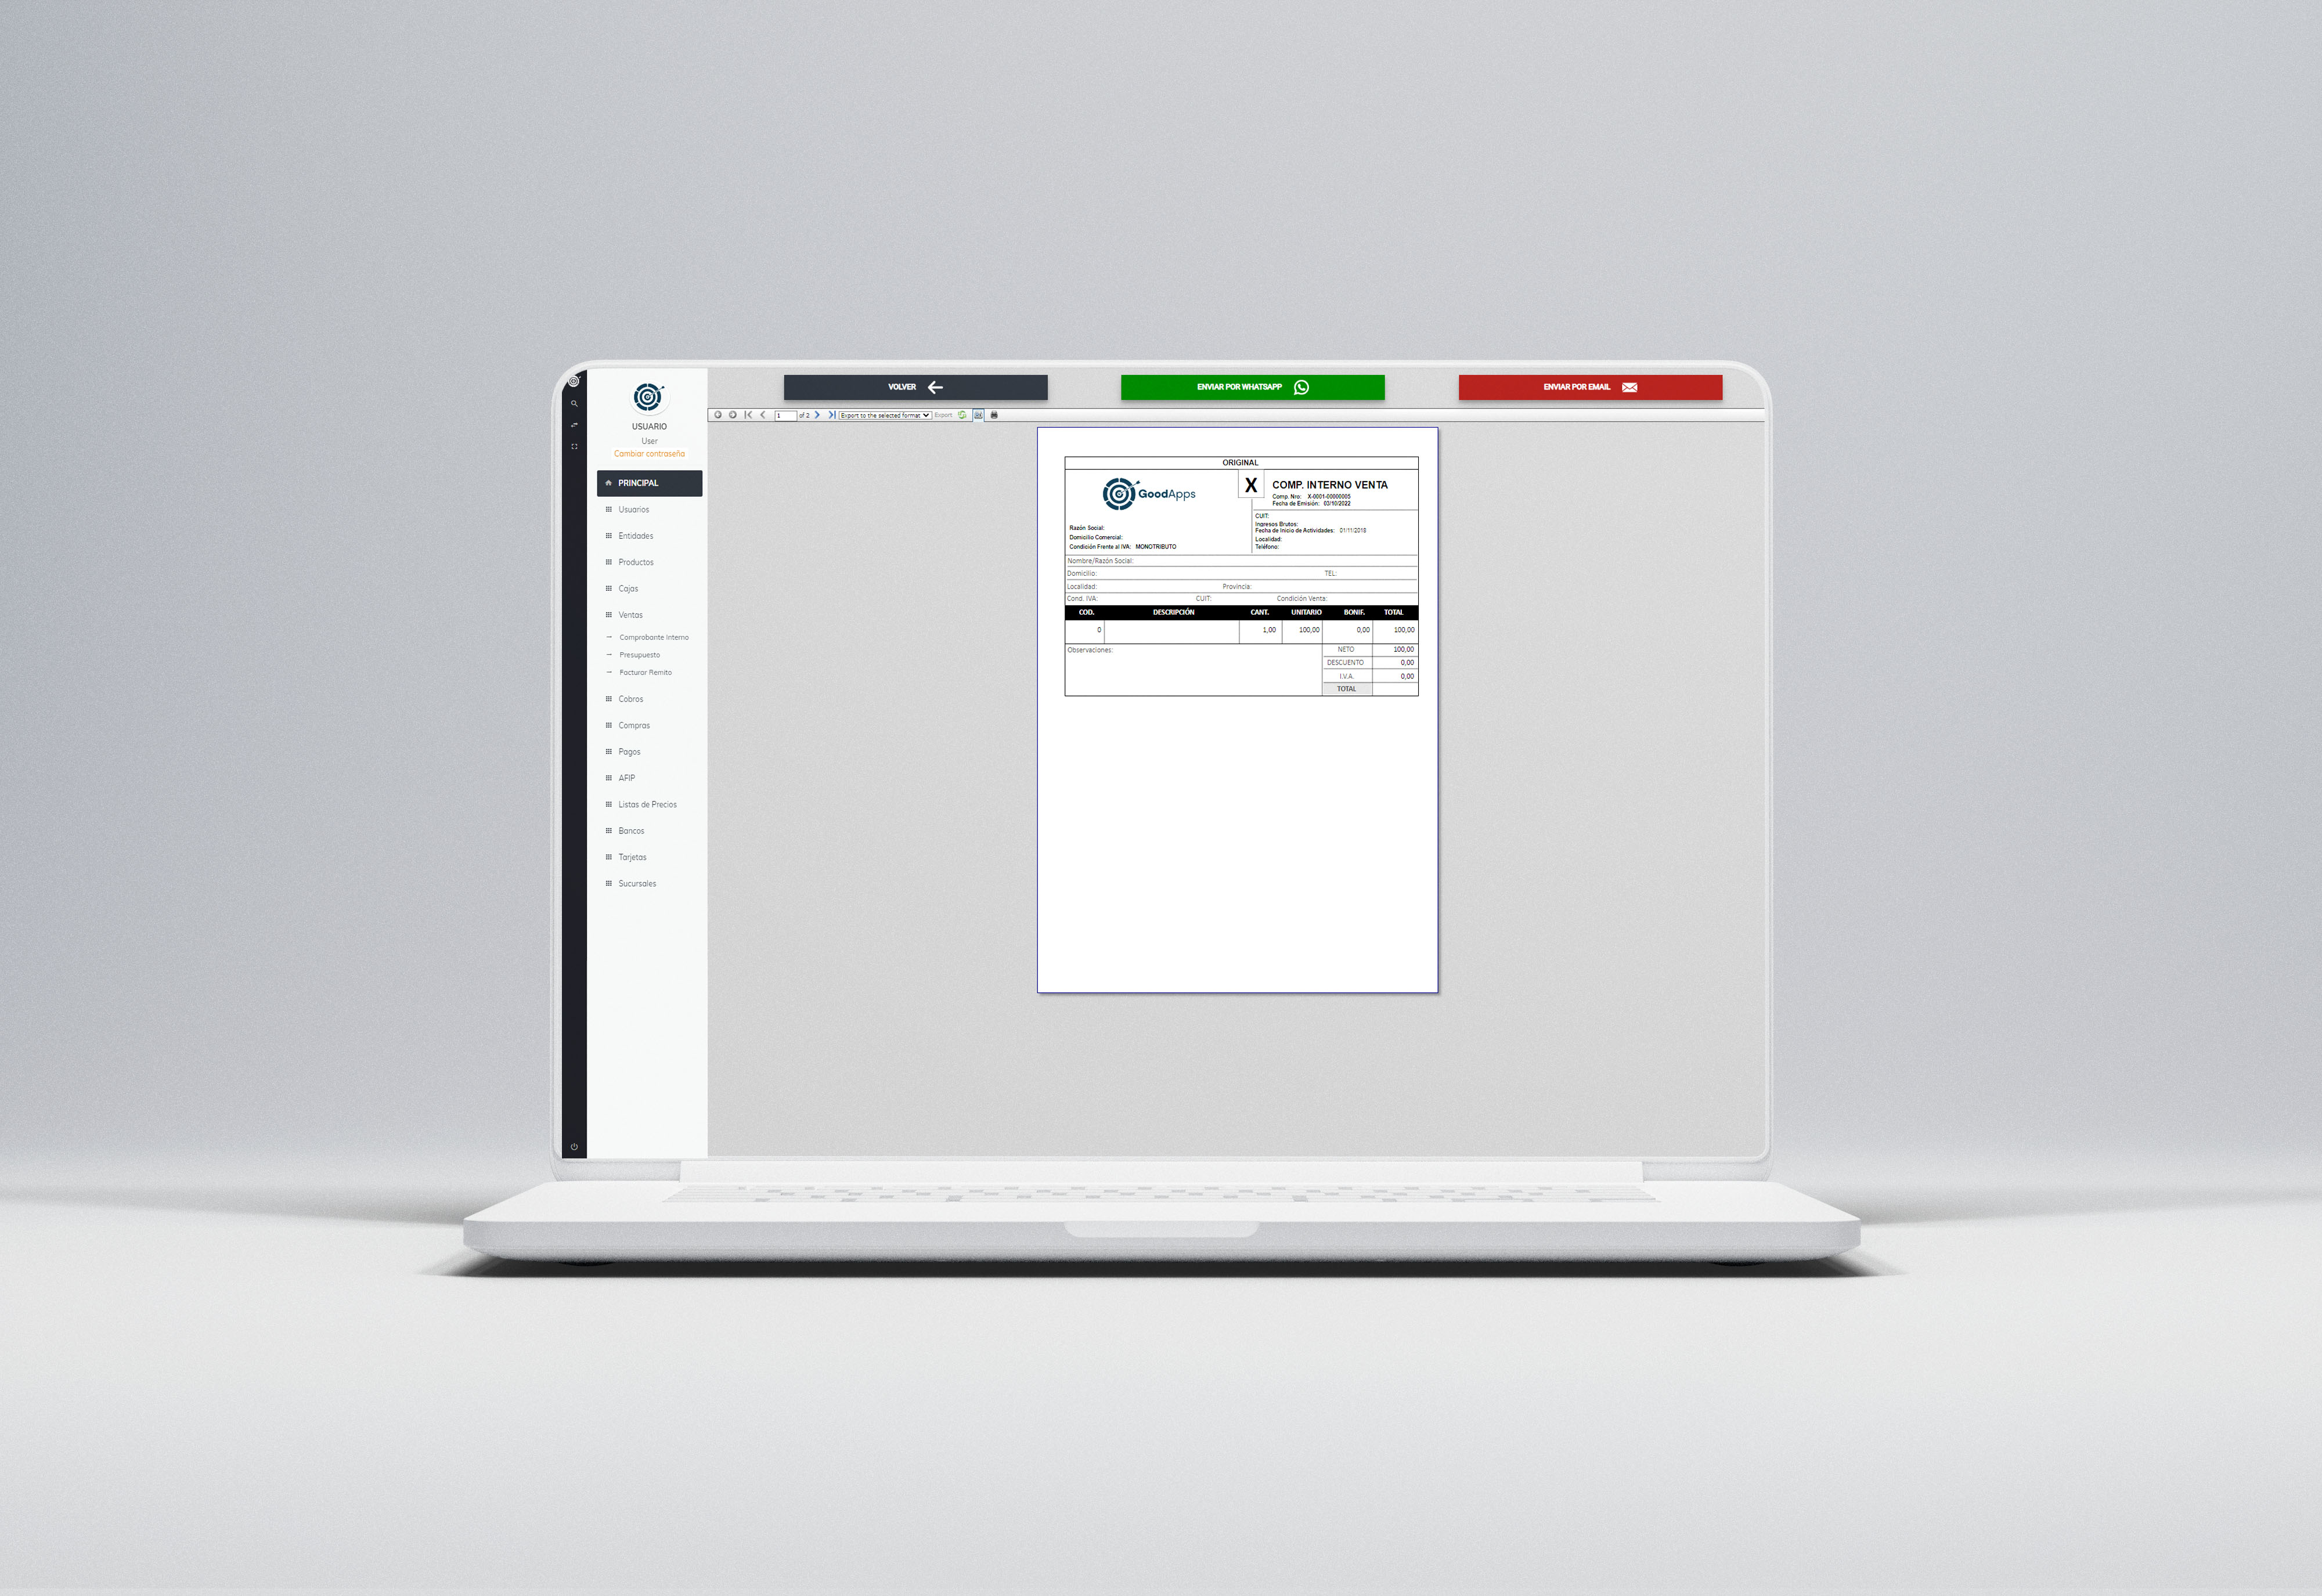 USUARIO
User
Cambiar contraseña
PRINCIPAL
Usuarios
Entidades
Productos
Cajas
Ventas
Comprobante Interno
Presupuesto
Facturar Remito
Cobros
Compras
Pagos
AFIP
Listas de Precios
Bancos
Tarjetas
Sucursales
VOLVER
ENVIAR POR WHATSAPP
ENVIAR POR EMAIL
1 of 2 Export to the selected format Export
ORIGINAL
GoodApps
X
COMP. INTERNO VENTA
Comp. Nro: X-0001-00000005
Fecha de Emisión: 03/10/2022
Razón Social:
Domicilio Comercial:
Condición Frente al IVA: MONOTRIBUTO
CUIT:
Ingresos Brutos:
Fecha de Inicio de Actividades: 01/11/2018
Localidad:
Teléfono:
Nombre/Razón Social:
Domicilio: TEL:
Localidad: Provincia:
Cond. IVA: CUIT: Condición Venta:
COD. DESCRIPCIÓN CANT. UNITARIO BONIF. TOTAL
0 1,00 100,00 0,00 100,00
Observaciones:
NETO 100,00
DESCUENTO 0,00
I.V.A. 0,00
TOTAL